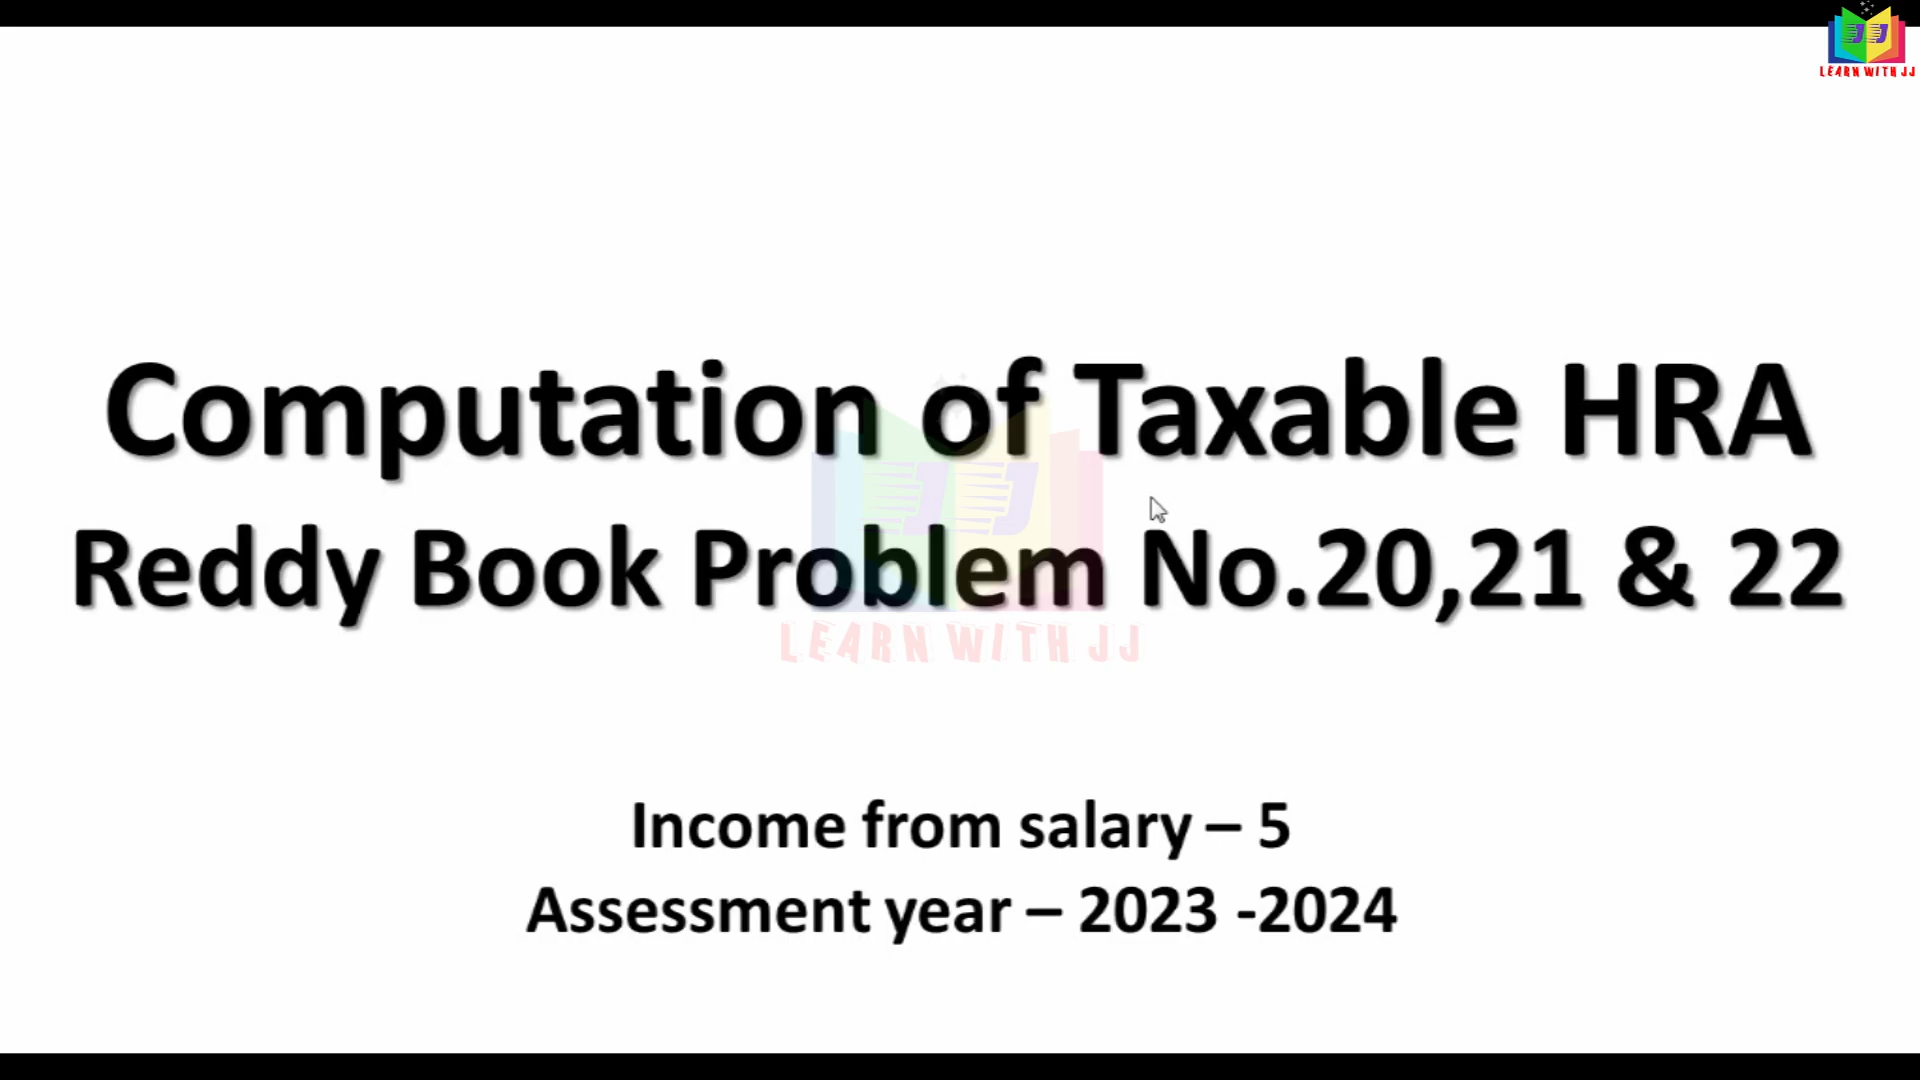 LEARN WITH JJ
Computation of Taxable HRA
Reddy Book Problem No.20,21 & 22
LEARN WITH JJ
Income from salary – 5
Assessment year – 2023 -2024